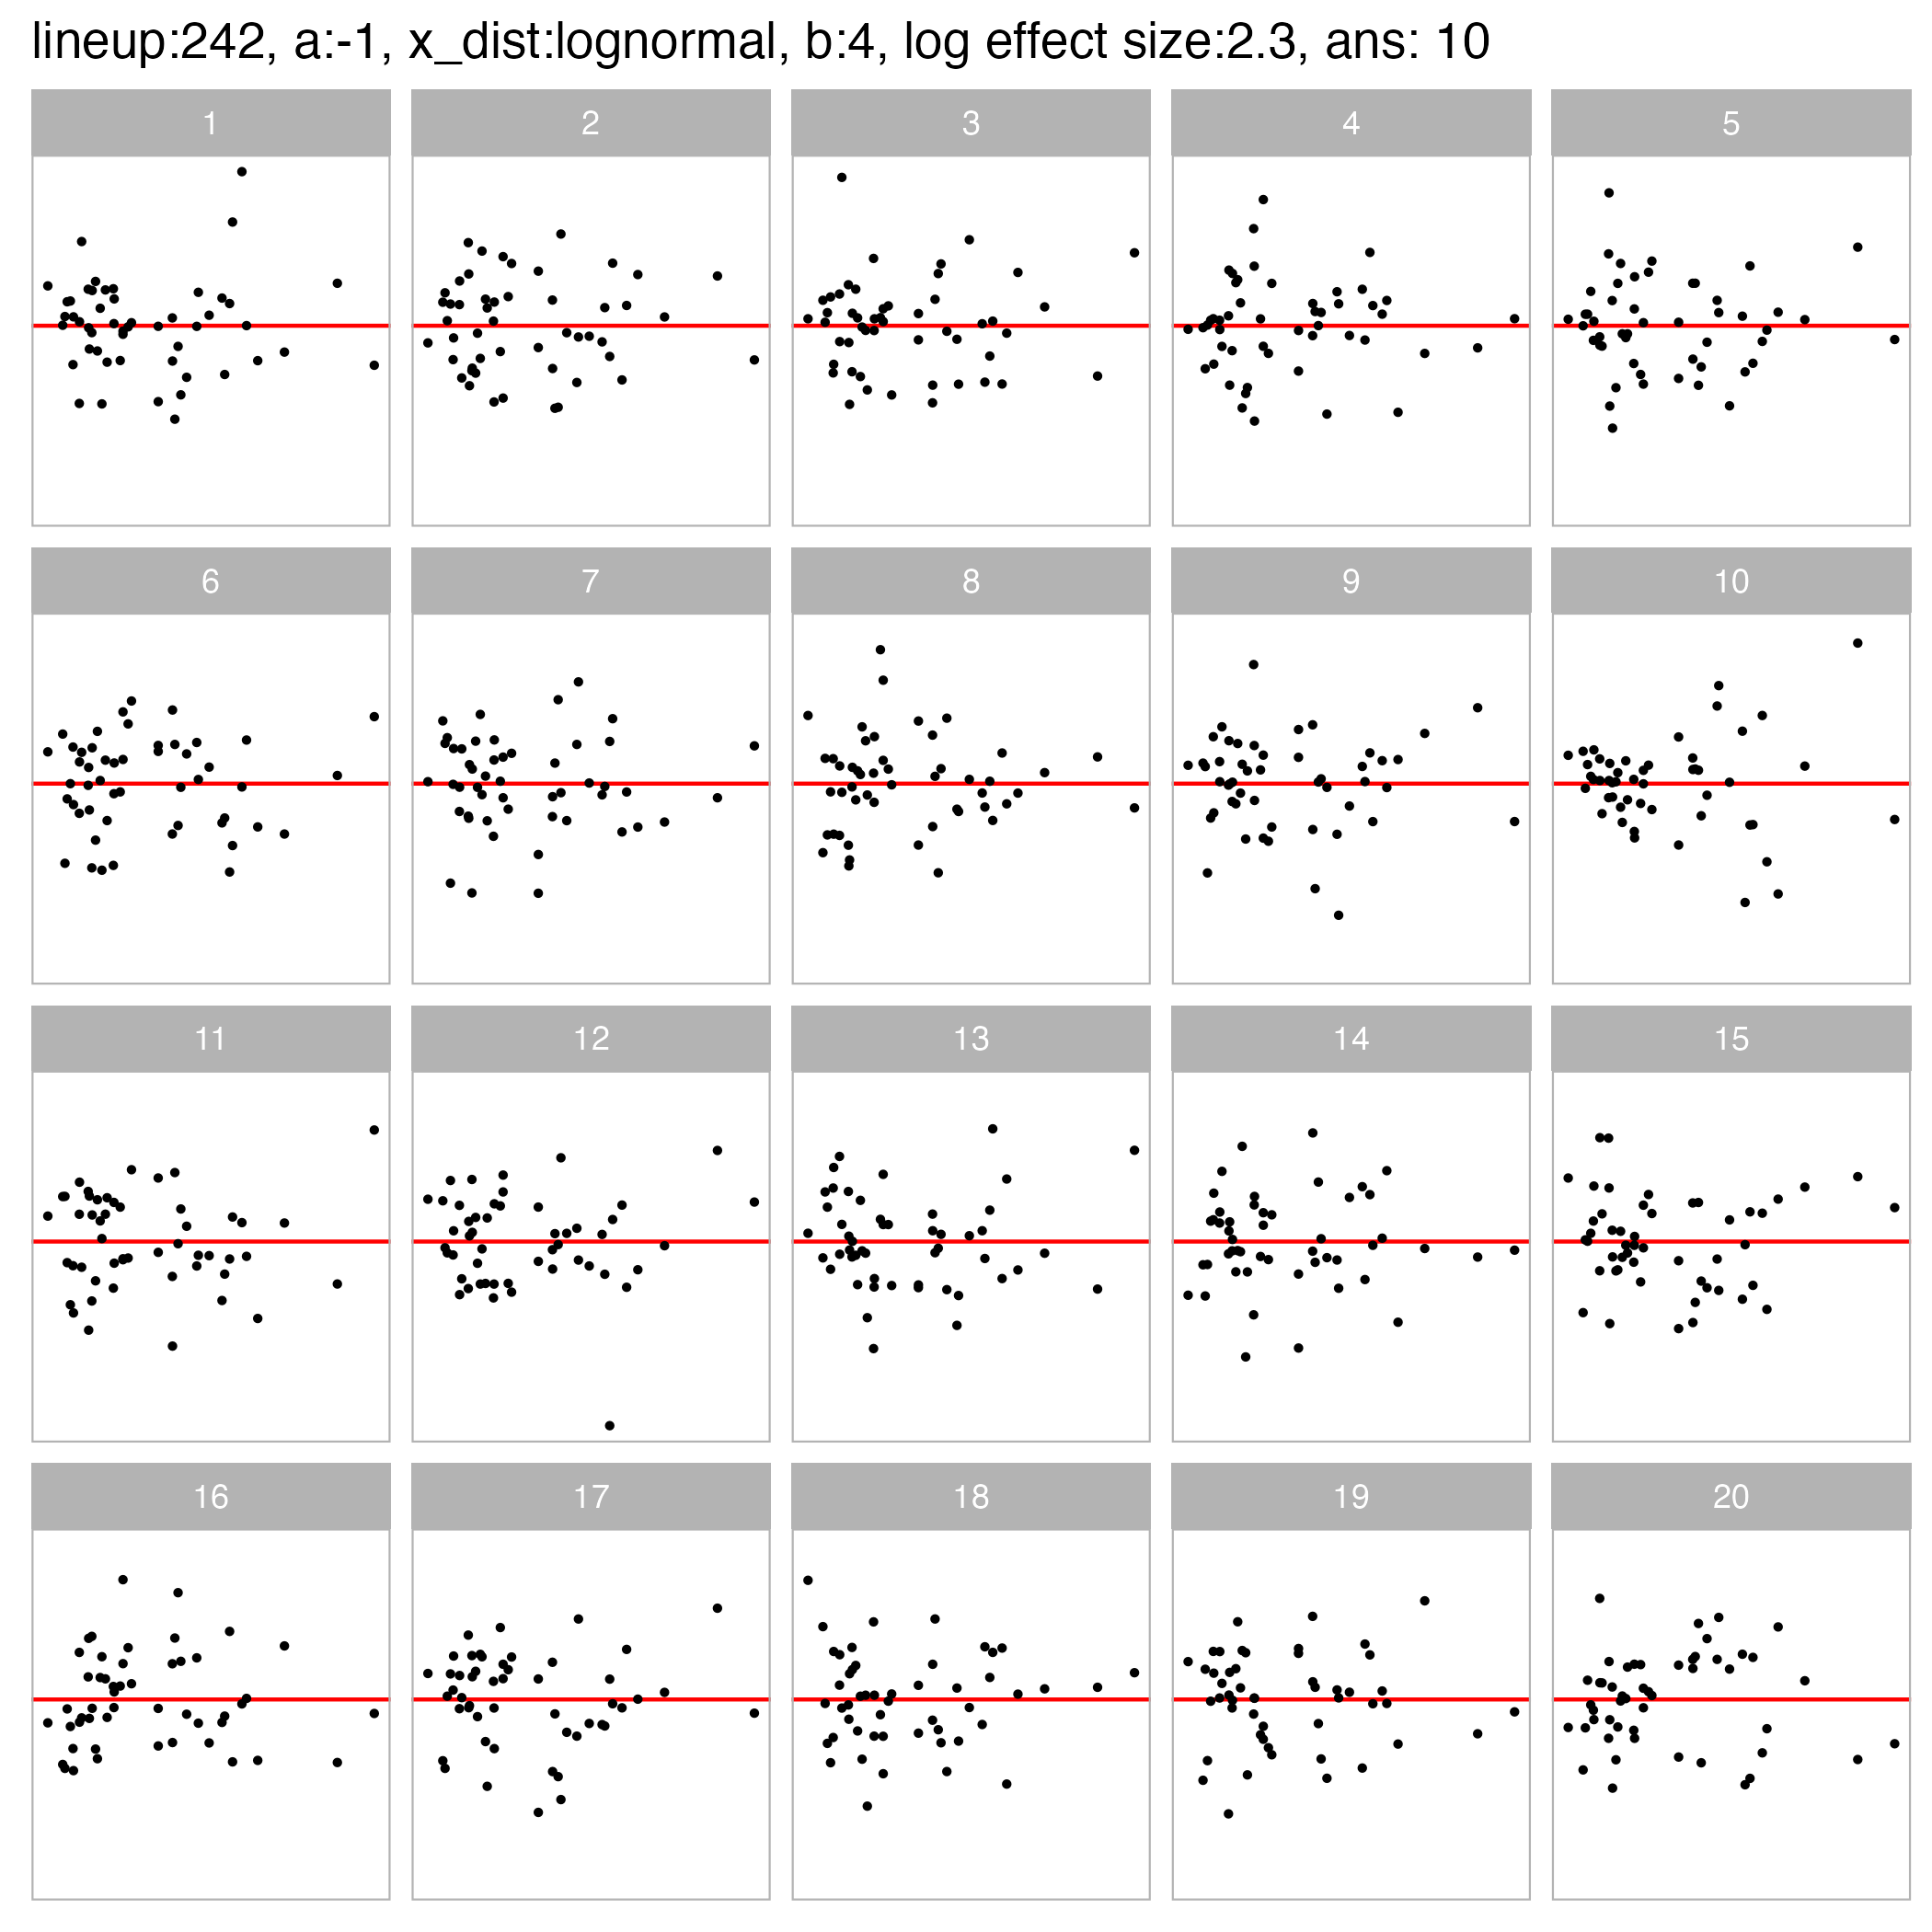 lineup:242, a:-1, x_dist:lognormal, b:4, log effect size:2.3, ans: 10
1 2 3 4 5
6 7 8 9 10
11 12 13 14 15
16 17 18 19 20